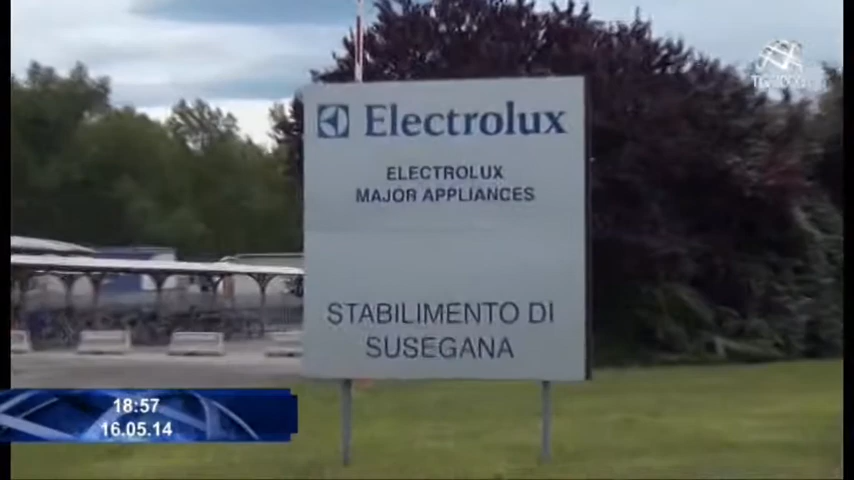 Electrolux
ELECTROLUX
MAJOR APPLIANCES
STABILIMENTO DI
SUSEGANA
18:57
16.05.14